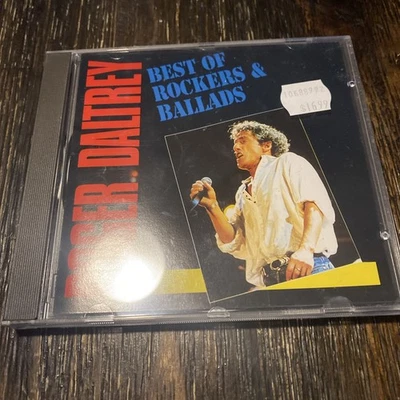 ROGER..DALTREY
BEST OF
ROCKERS &
BALLADS